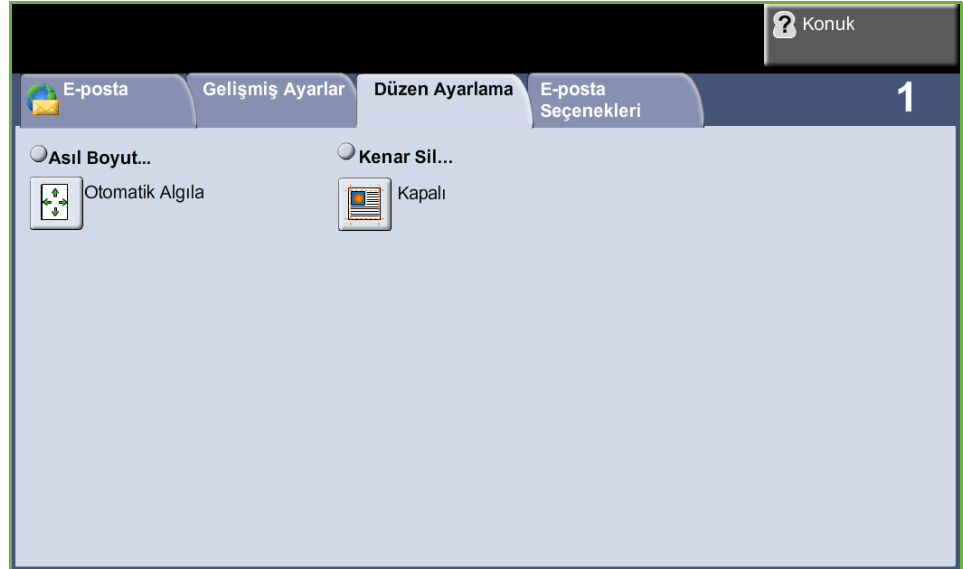 Konuk
E-posta
Gelişmiş Ayarlar
Düzen Ayarlama
E-posta
Seçenekleri
1
Asıl Boyut...
Kenar Sil...
Otomatik Algıla
Kapalı